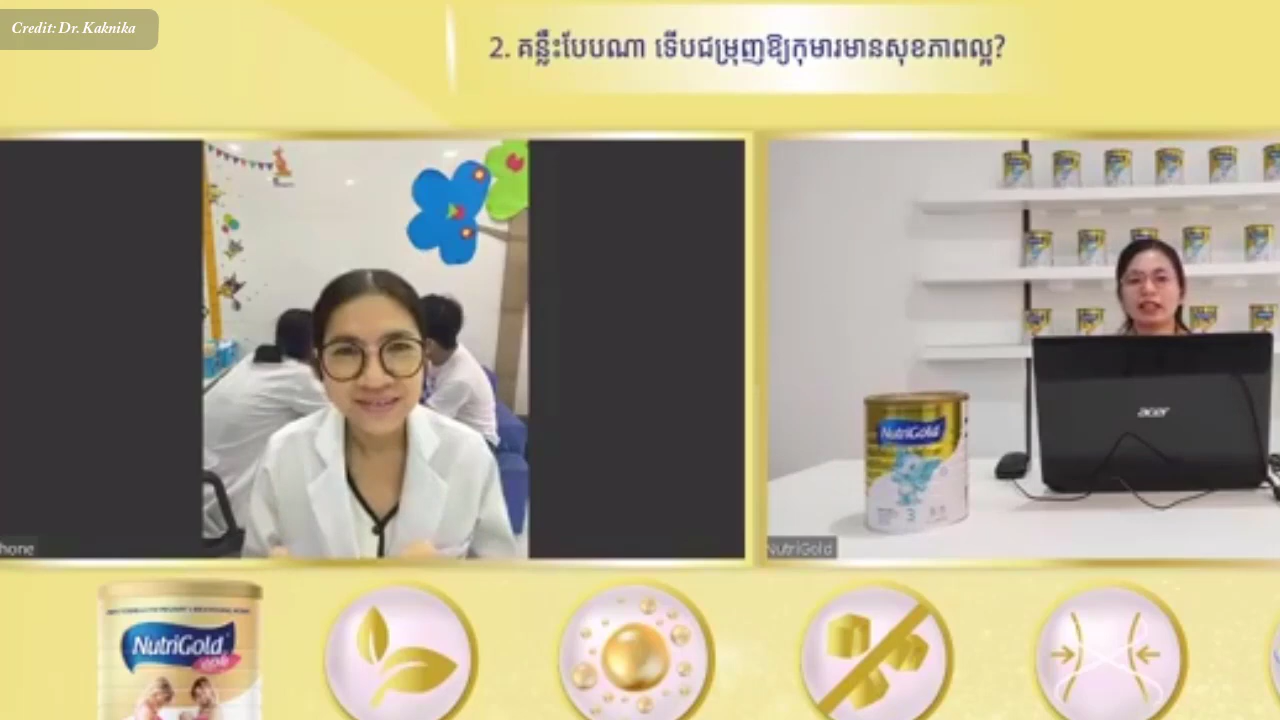 Credit: Dr. Kaknika
2. គន្លឹះបែបណា ទើបជម្រុញឱ្យកុមារមានសុខភាពល្អ?
NutriGold
3
acer
hone
NutriGold
NutriGold